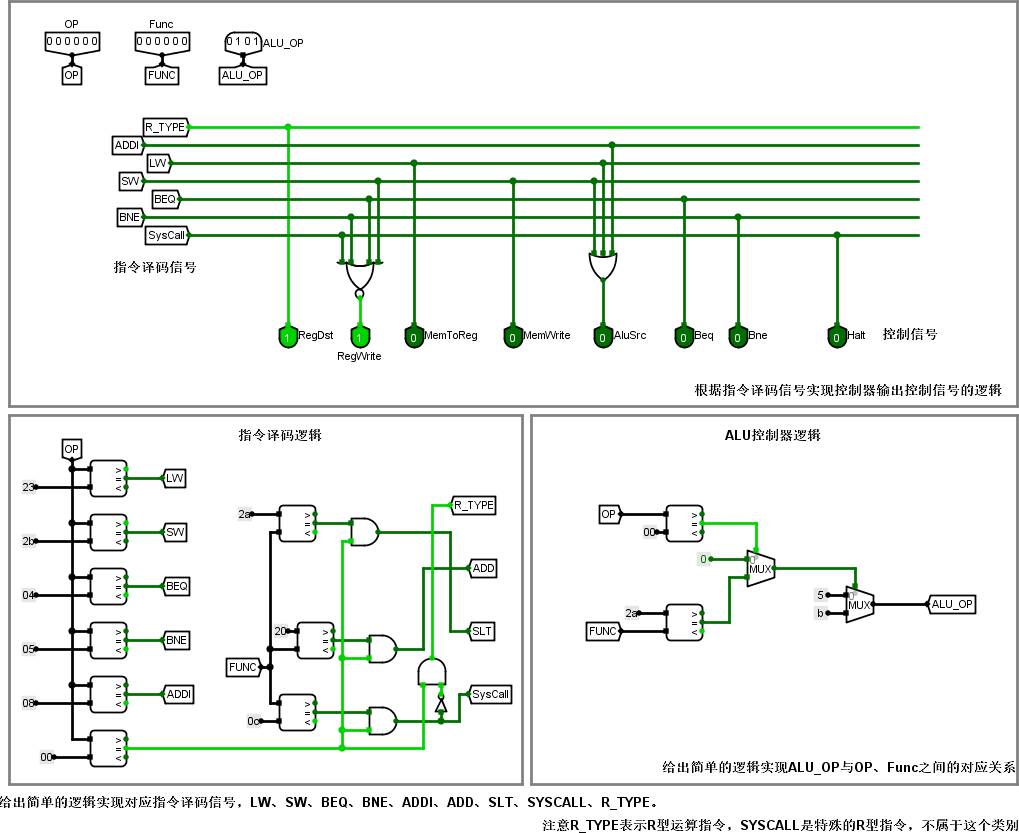 OP
Func
000000
000000
0101
ALU_OP
OP
FUNC
ALU_OP
R_TYPE
ADDI
LW
SW
BEQ
BNE
SysCall
指令译码信号
1
RegDst
1
RegWrite
0
MemToReg
0
MemWrite
0
AluSrc
0
Beq
0
Bne
0
Halt
控制信号
根据指令译码信号实现控制器输出控制信号的逻辑
指令译码逻辑
OP
23
> = <
LW
2b
> = <
SW
04
> = <
BEQ
05
> = <
BNE
08
> = <
ADDI
00
> = <
2a
> = <
R_TYPE
ADD
20
> = <
SLT
FUNC
0c
> = <
SysCall
ALU控制器逻辑
OP
00
> = <
0
0
MUX
2a
FUNC
> = <
5
b
0
MUX
ALU_OP
给出简单的逻辑实现ALU_OP与OP、Func之间的对应关系
给出简单的逻辑实现对应指令译码信号，LW、SW、BEQ、BNE、ADDI、ADD、SLT、SYSCALL、R_TYPE。
注意R_TYPE表示R型运算指令，SYSCALL是特殊的R型指令，不属于这个类别